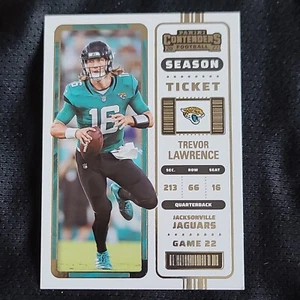 PANINI
CONTENDERS
FOOTBALL
SEASON
TICKET
TREVOR
LAWRENCE
SEC. ROW SEAT
213 66 16
QUARTERBACK
JACKSONVILLE
JAGUARS
GAME 22
16